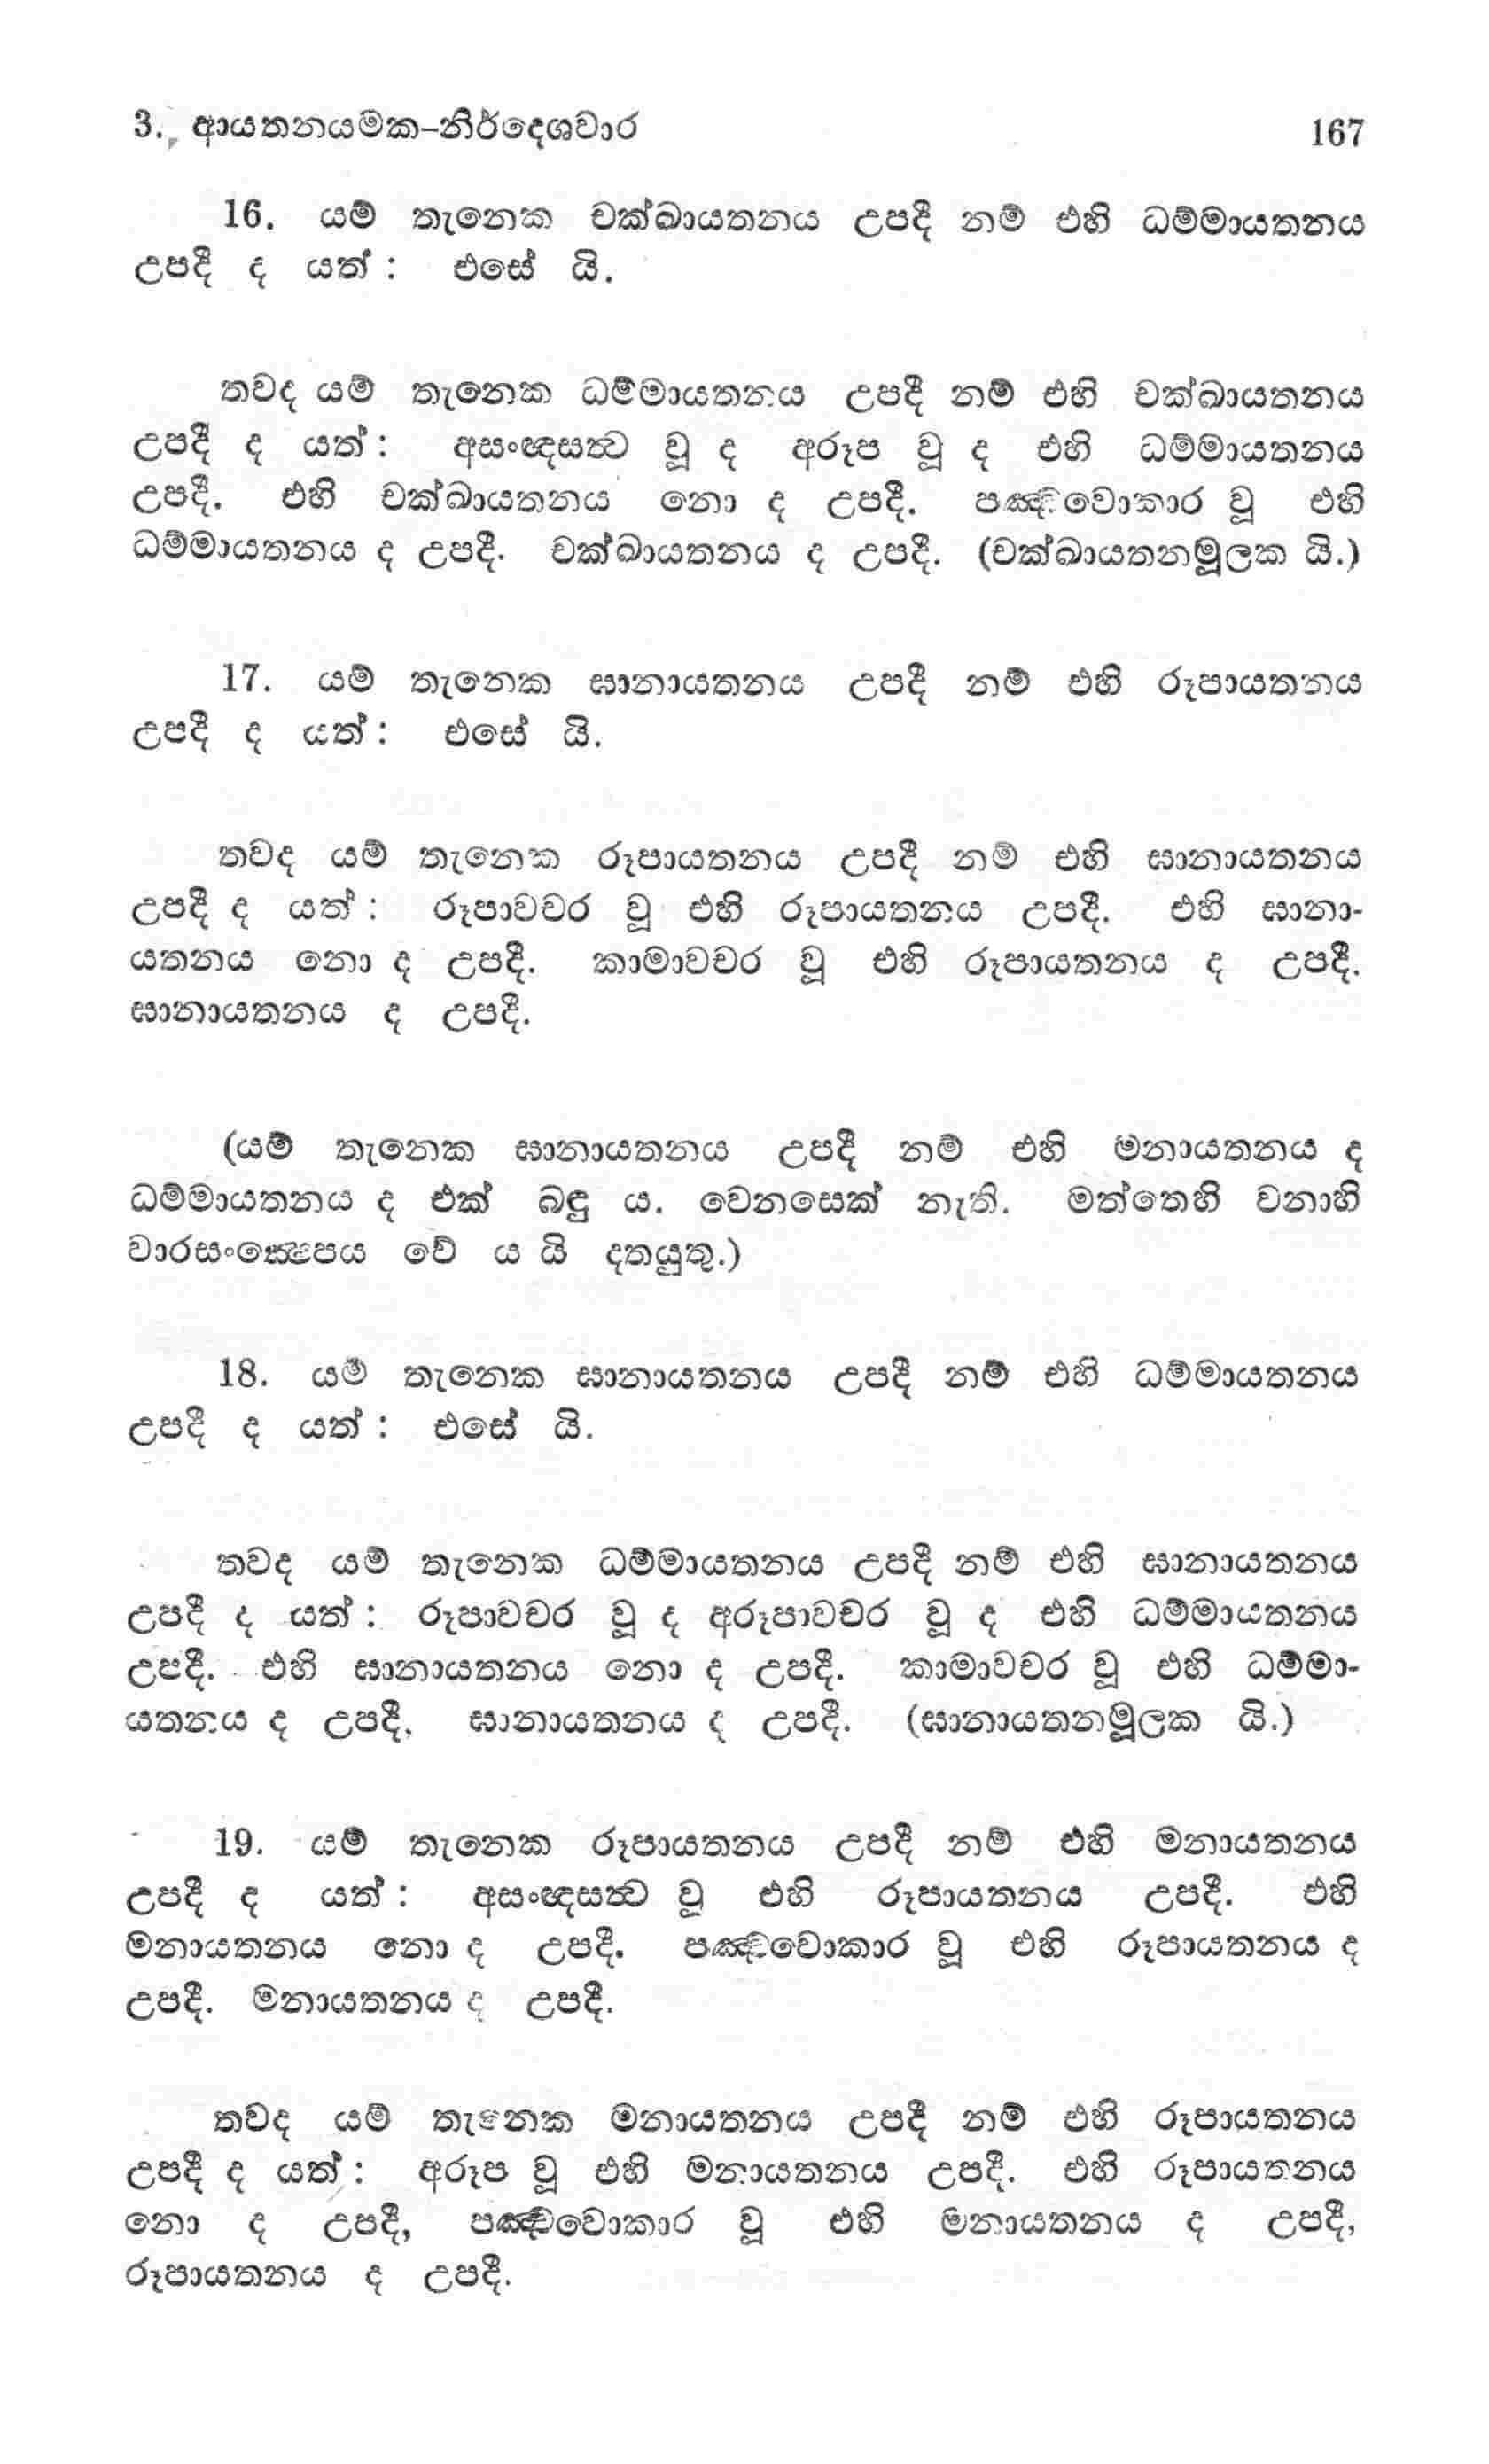 3. ආයතනයමක-නිර්දෙශවාර 167
16. යම් තැනෙක චක්ඛායතනය උපදී නම් එහි ධම්මායතනය
උපදී ද යත්: එසේ යි.
තවද යම් තැනෙක ධම්මායතනය උපදී නම් එහි චක්ඛායතනය
උපදී ද යත්: අසංඥසත්‍ව වූ ද අරූප වූ ද එහි ධම්මායතනය
උපදී. එහි චක්ඛායතනය නො ද උපදී. පඤ්චවොකාර වූ එහි
ධම්මායතනය ද උපදී. චක්ඛායතනය ද උපදී. (චක්ඛායතනමූලක යි.)
17. යම් තැනෙක ඝානායතනය උපදී නම් එහි රූපායතනය
උපදී ද යත්: එසේ යි.
තවද යම් තැනෙක රූපායතනය උපදී නම් එහි ඝානායතනය
උපදී ද යත්: රූපාවචර වූ එහි රූපායතනය උපදී. එහි ඝානා-
යතනය නො ද උපදී. කාමාවචර වූ එහි රූපායතනය ද උපදී.
ඝානායතනය ද උපදී.
(යම් තැනෙක ඝානායතනය උපදී නම් එහි මනායතනය ද
ධම්මායතනය ද එක් බඳු ය. වෙනසෙක් නැති. මත්තෙහි වනාහි
වාරසංක්‍ෂෙපය වේ ය යි දතයුතු.)
18. යම් තැනෙක ඝානායතනය උපදී නම් එහි ධම්මායතනය
උපදී ද යත්: එසේ යි.
තවද යම් තැනෙක ධම්මායතනය උපදී නම් එහි ඝානායතනය
උපදී ද යත්: රූපාවචර වූ ද අරූපාවචර වූ ද එහි ධම්මායතනය
උපදී. එහි ඝානායතනය නො ද උපදී. කාමාවචර වූ එහි ධම්මා-
යතනය ද උපදී, ඝානායතනය ද උපදී. (ඝානායතනමූලක යි.)
19. යම් තැනෙක රූපායතනය උපදී නම් එහි මනායතනය
උපදී ද යත්: අසංඥසත්‍ව වූ එහි රූපායතනය උපදී. එහි
මනායතනය නො ද උපදී. පඤ්චවොකාර වූ එහි රූපායතනය ද
උපදී. මනායතනය ද උපදී.
තවද යම් තැනෙක මනායතනය උපදී නම් එහි රූපායතනය
උපදී ද යත්: අරූප වූ එහි මනායතනය උපදී. එහි රූපායතනය
නො ද උපදී, පඤ්චවොකාර වූ එහි මනායතනය ද උපදී,
රූපායතනය ද උපදී.